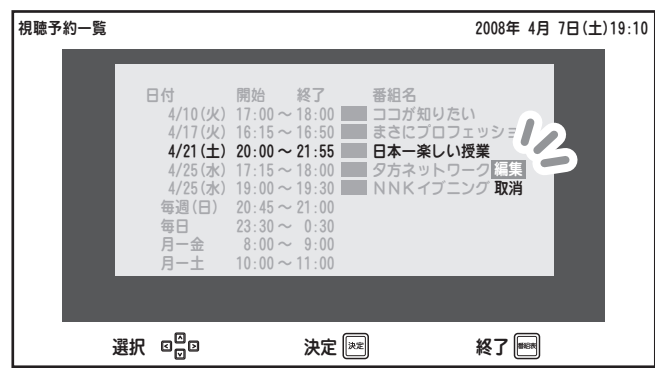 視聴予約一覧 2008年 4月 7日(土)19:10
日付 開始 終了 番組名
4/10(火) 17:00～18:00 ココが知りたい
4/17(火) 16:15～16:50 まさにプロフェッショ
4/21(土) 20:00～21:55 日本一楽しい授業
4/25(水) 17:15～18:00 夕方ネットワーク 編集
4/25(水) 19:00～19:30 NNKイブニング 取消
毎週(日) 20:45～21:00
毎日 23:30～ 0:30
月ー金 8:00～ 9:00
月ー土 10:00～11:00
選択 決定 決定 終了 番組表